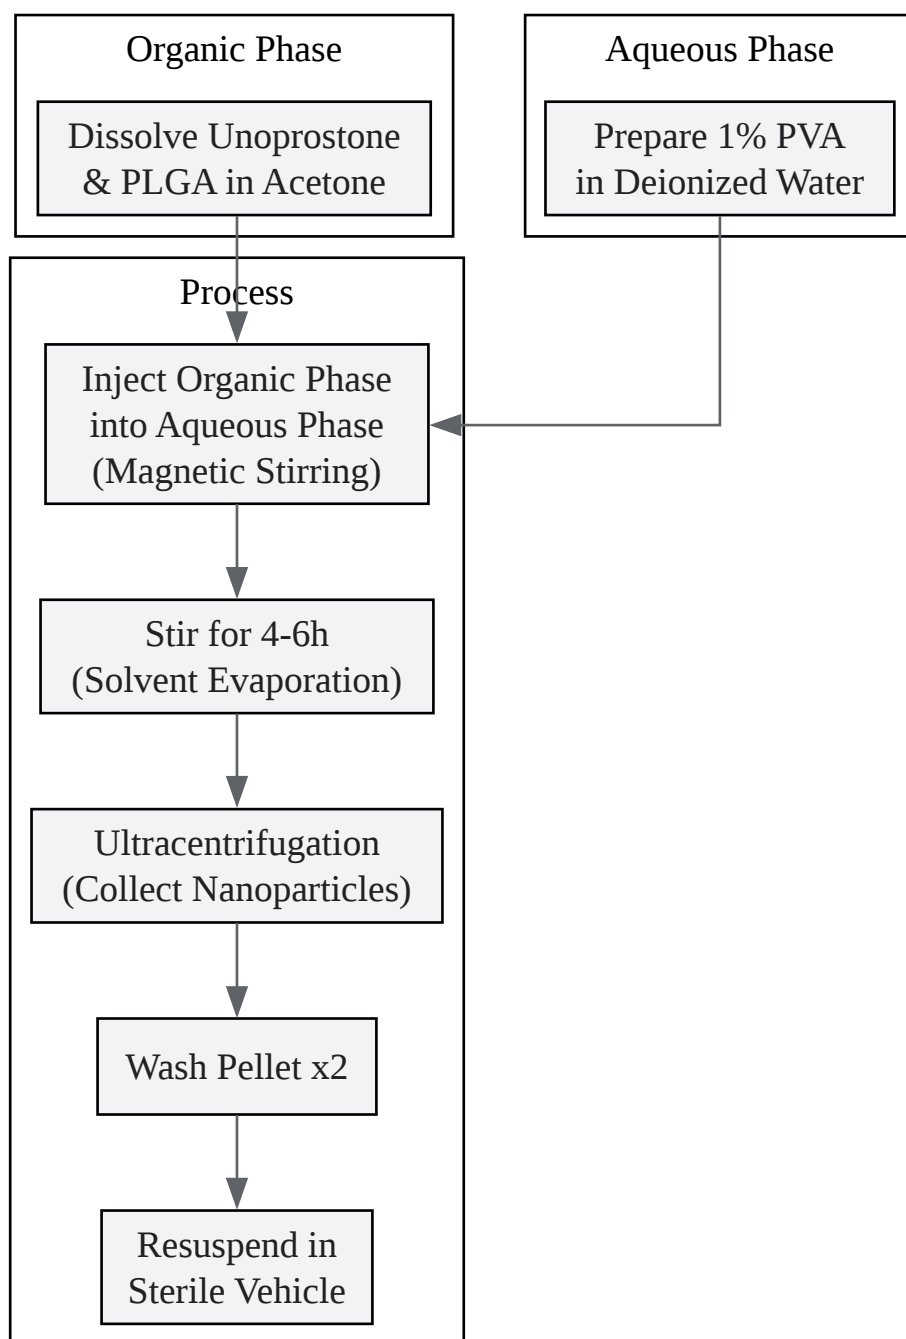 Organic Phase
Dissolve Unoprostone
& PLGA in Acetone
Aqueous Phase
Prepare 1% PVA
in Deionized Water
Process
Inject Organic Phase
into Aqueous Phase
(Magnetic Stirring)
Stir for 4-6h
(Solvent Evaporation)
Ultracentrifugation
(Collect Nanoparticles)
Wash Pellet x2
Resuspend in
Sterile Vehicle